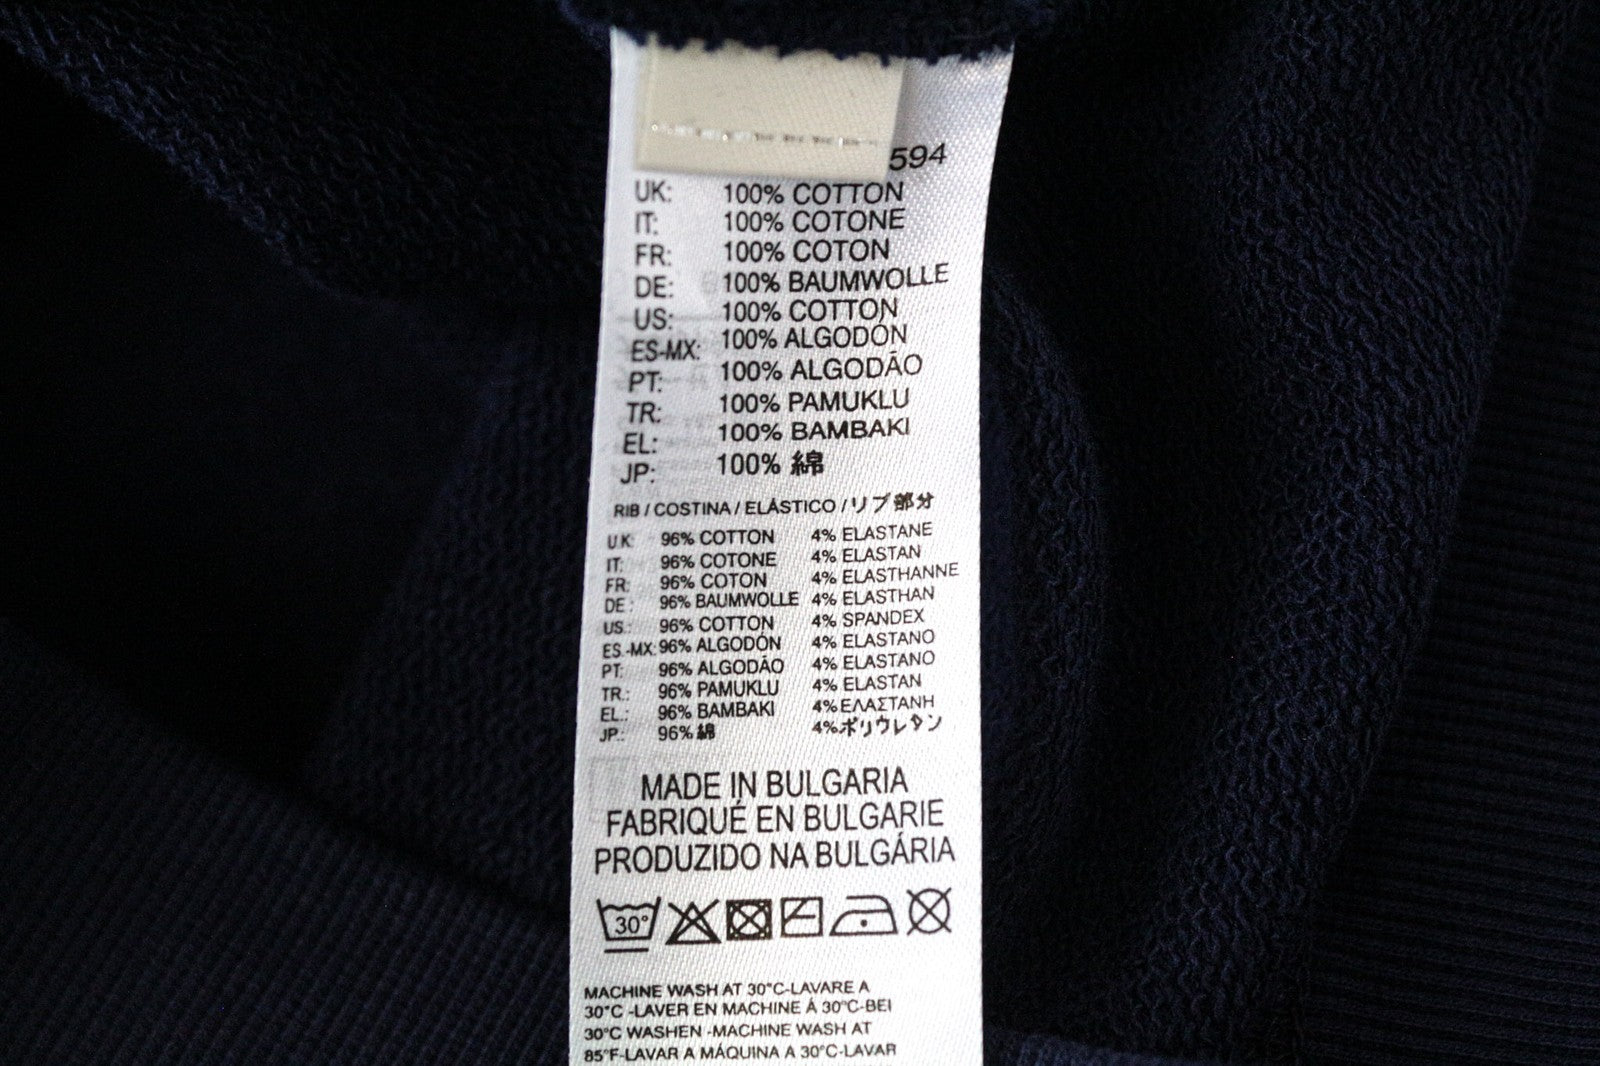 594
UK: 100% COTTON
IT: 100% COTONE
FR: 100% COTON
DE: 100% BAUMWOLLE
US: 100% COTTON
ES-MX: 100% ALGODÓN
PT: 100% ALGODÃO
TR: 100% PAMUKLU
EL: 100% BAMBAKI
JP: 100% 綿
RIB / COSTINA / ELÁSTICO / リブ部分
UK: 96% COTTON 4% ELASTANE
IT: 96% COTONE 4% ELASTAN
FR: 96% COTON 4% ELASTHANNE
DE: 96% BAUMWOLLE 4% ELASTHAN
US.: 96% COTTON 4% SPANDEX
ES.-MX: 96% ALGODÓN 4% ELASTANO
PT: 96% ALGODÃO 4% ELASTANO
TR.: 96% PAMUKLU 4% ELASTAN
EL.: 96% BAMBAKI 4% ΕΛΑΣΤΑΝΗ
JP.: 96% 綿 4% ポリウレタン
MADE IN BULGARIA
FABRIQUÉ EN BULGARIE
PRODUZIDO NA BULGÁRIA
30°
MACHINE WASH AT 30°C-LAVARE A
30°C -LAVER EN MACHINE Á 30°C-BEI
30°C WASHEN -MACHINE WASH AT
85°F-LAVAR A MÁQUINA A 30°C-LAVAR